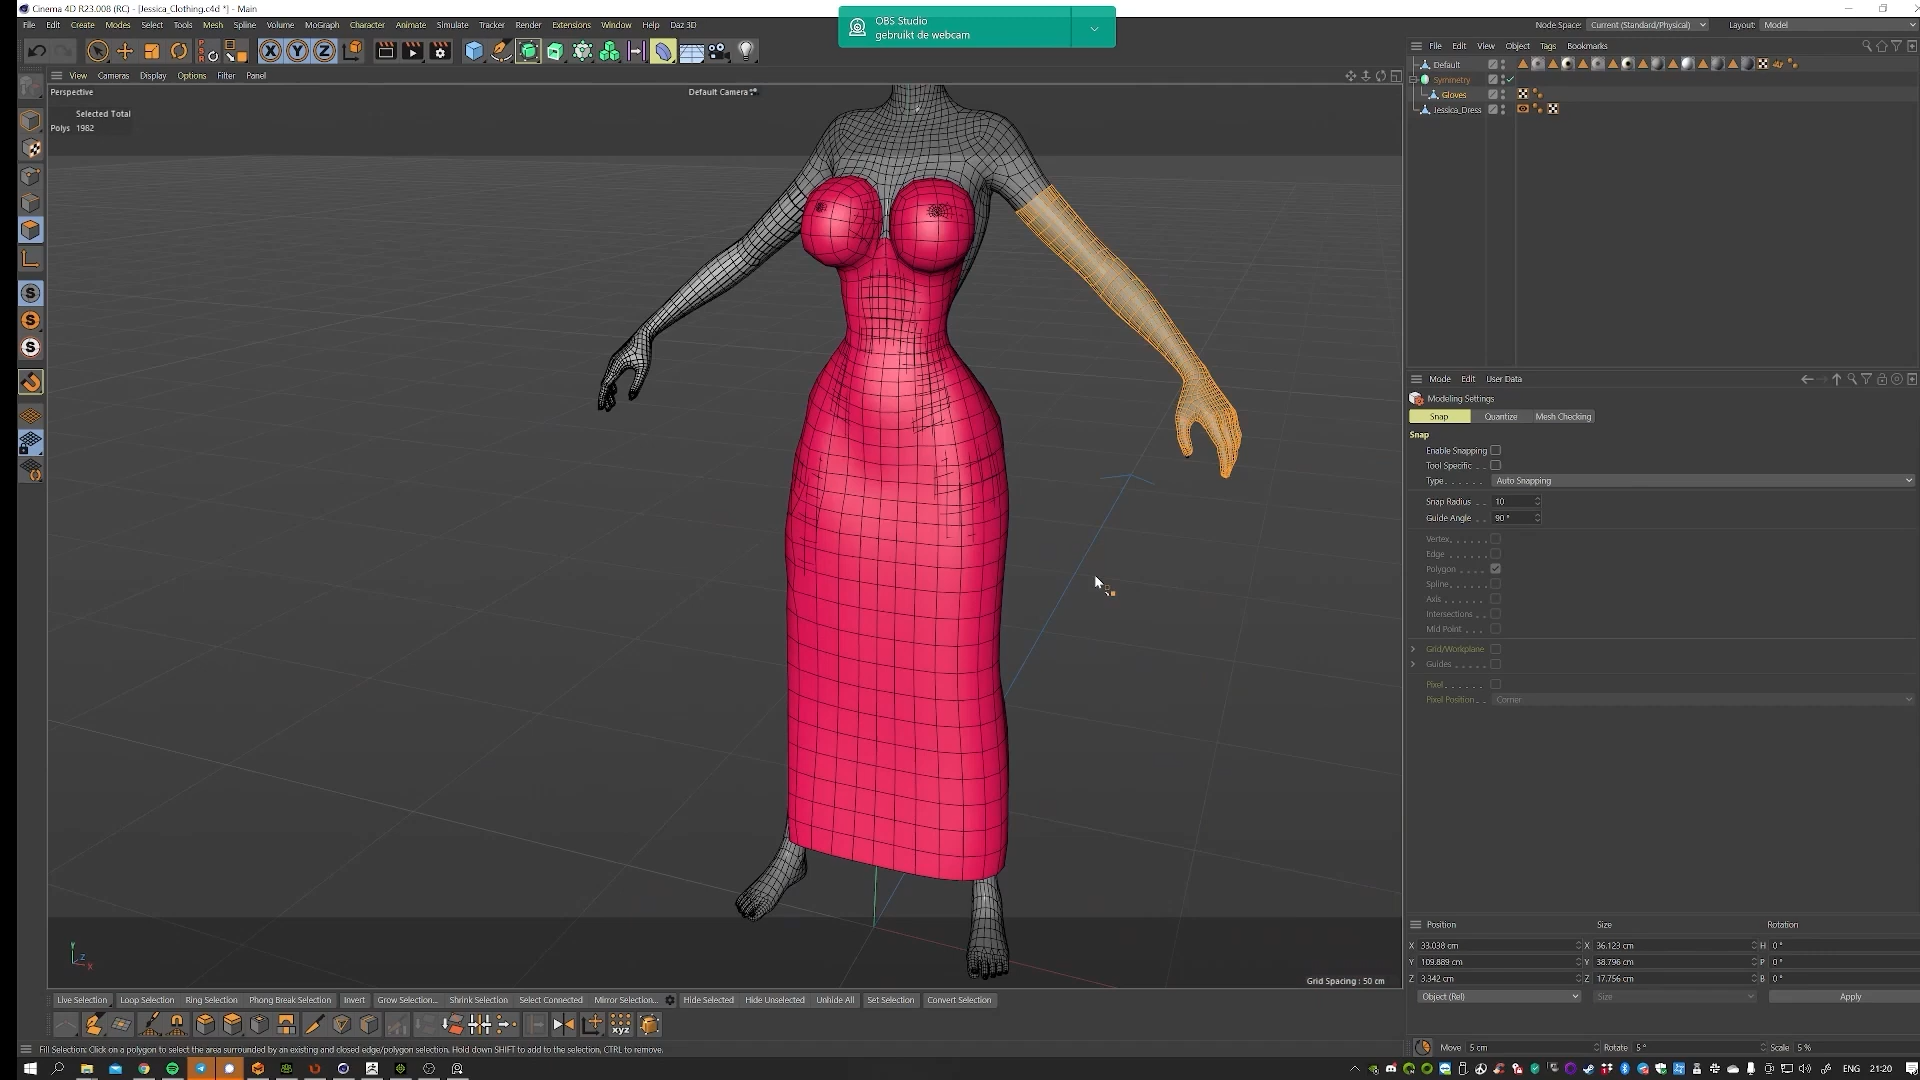 Cinema 4D R23.008 (RC) - [Jessica_Clothing.c4d *] - Main
File Edit Create Modes Select Tools Mesh Spline Volume MoGraph Character Animate Simulate Tracker Render Extensions Window Help Daz 3D
OBS Studio
gebruikt de webcam
Node Space: Current (Standard/Physical) Layout: Model
File Edit View Object Tags Bookmarks
View Cameras Display Options Filter Panel
Perspective
Default Camera
Selected Total
Polys 1982
Default
Symmetry
Gloves
Jessica_Dress
Mode Edit User Data
Modeling Settings
Snap Quantize Mesh Checking
Snap
Enable Snapping
Tool Specific
Type Auto Snapping
Snap Radius 10
Guide Angle 90 °
Vertex
Edge
Polygon
Spline
Axis
Intersections
Mid Point
Grid/Workplane
Guides
Pixel
Pixel Position Corner
Grid Spacing : 50 cm
Position Size Rotation
X 33.038 cm X 36.123 cm H 0 °
Y 109.889 cm Y 38.796 cm P 0 °
Z 3.342 cm Z 17.756 cm B 0 °
Object (Rel) Size Apply
Live Selection Loop Selection Ring Selection Phong Break Selection Invert Grow Selection... Shrink Selection Select Connected Mirror Selection... Hide Selected Hide Unselected Unhide All Set Selection Convert Selection
Fill Selection: Click on a polygon to select the area surrounded by an existing and closed edge/polygon selection. Hold down SHIFT to add to the selection, CTRL to remove.
Move 5 cm Rotate 5 ° Scale 5 %
ENG 21:20